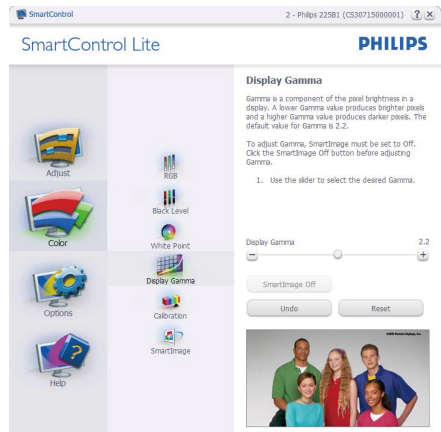 SmartControl
2 - Philips 225B1 (CS30715000001)
?
×
SmartControl Lite
PHILIPS
Adjust
Color
Options
Help
RGB
Black Level
White Point
Display Gamma
Calibration
SmartImage
Display Gamma
Gamma is a component of the pixel brightness in a
display. A lower Gamma value produces brighter pixels
and a higher Gamma value produces darker pixels. The
default value for Gamma is 2.2.
To adjust Gamma, SmartImage must be set to Off.
Click the SmartImage Off button before adjusting
Gamma.
1. Use the slider to select the desired Gamma.
Display Gamma 2.2
− +
SmartImage Off
Undo Reset